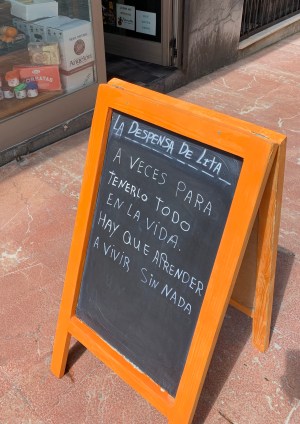 LA DESPENSA DE LITA
A VECES PARA
TENERLO TODO
EN LA VIDA.
HAY QUE APRENDER
A VIVIR SIN NADA